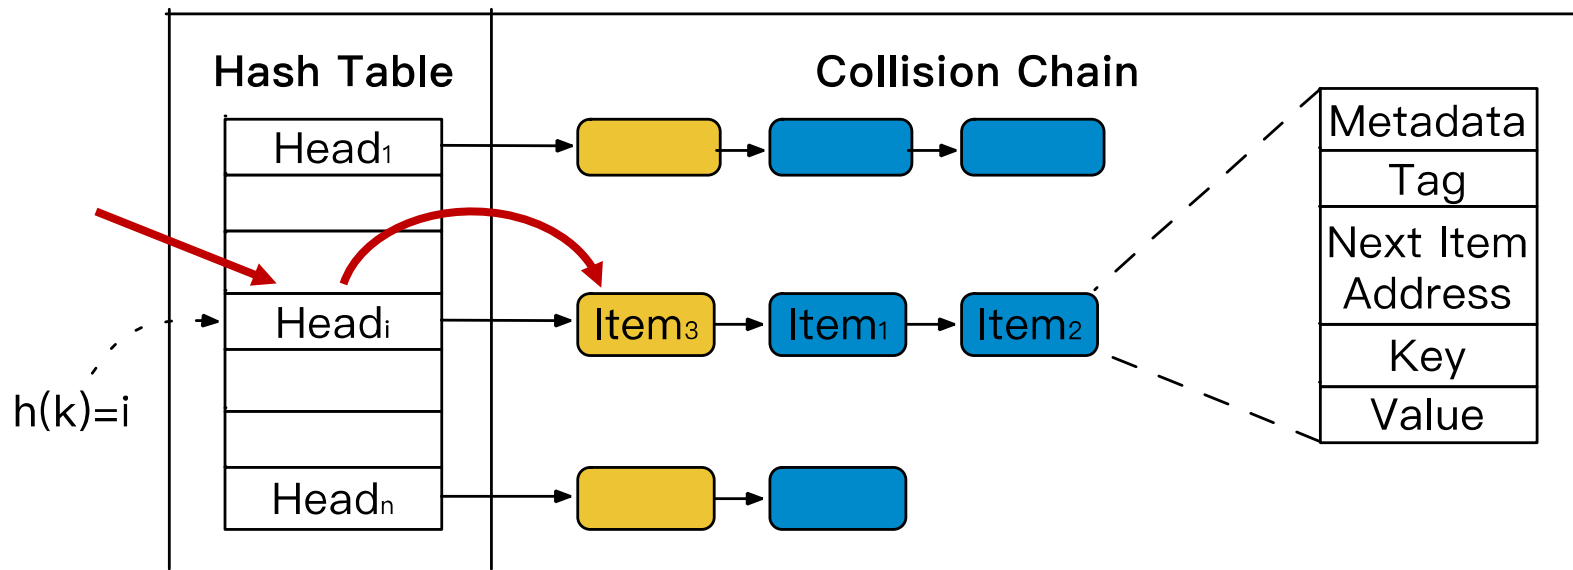 Hash Table
Collision Chain
Head₁
Headᵢ
Headₙ
h(k)=i
Item₃
Item₁
Item₂
Metadata
Tag
Next Item
Address
Key
Value